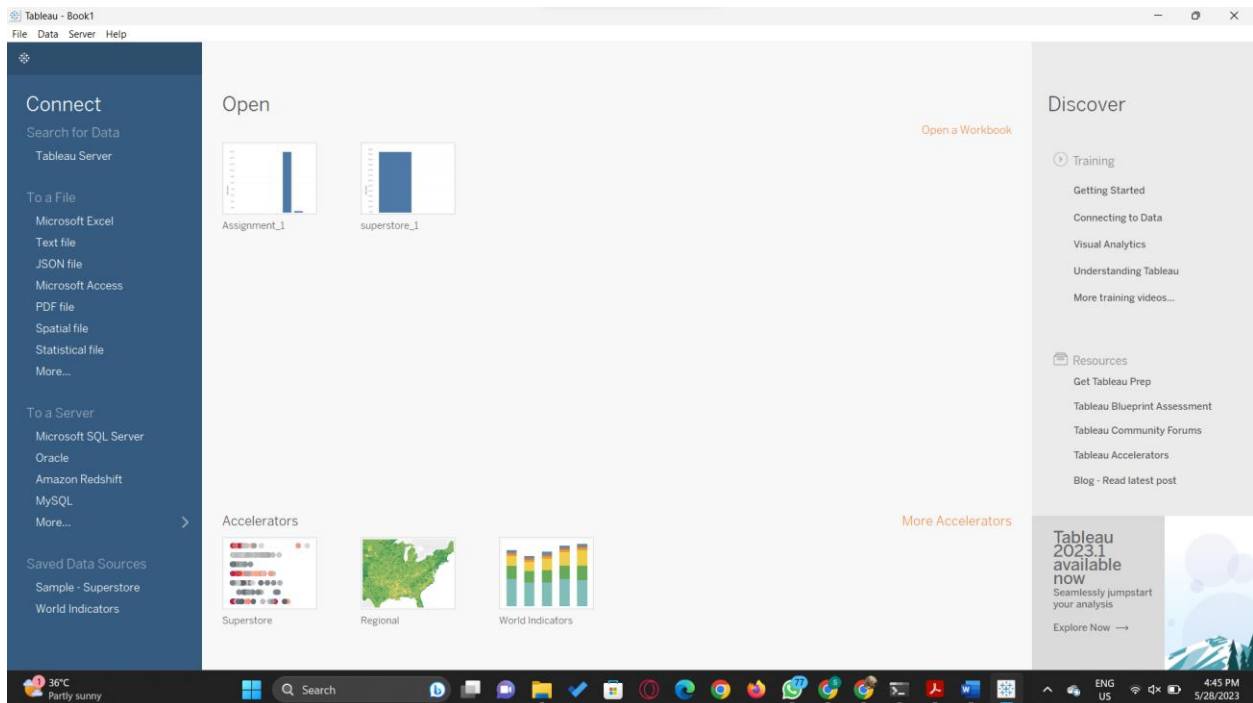 Tableau - Book1
File Data Server Help
Connect
Search for Data
Tableau Server
To a File
Microsoft Excel
Text file
JSON file
Microsoft Access
PDF file
Spatial file
Statistical file
More...
To a Server
Microsoft SQL Server
Oracle
Amazon Redshift
MySQL
More...
Saved Data Sources
Sample - Superstore
World Indicators
Open
Open a Workbook
Assignment_1
superstore_1
Accelerators
More Accelerators
Superstore
Regional
World Indicators
Discover
Training
Getting Started
Connecting to Data
Visual Analytics
Understanding Tableau
More training videos...
Resources
Get Tableau Prep
Tableau Blueprint Assessment
Tableau Community Forums
Tableau Accelerators
Blog - Read latest post
Tableau
2023.1
available
now
Seamlessly jumpstart
your analysis
Explore Now →
1
36°C
Partly sunny
Search
77
ENG
US
4:45 PM
5/28/2023